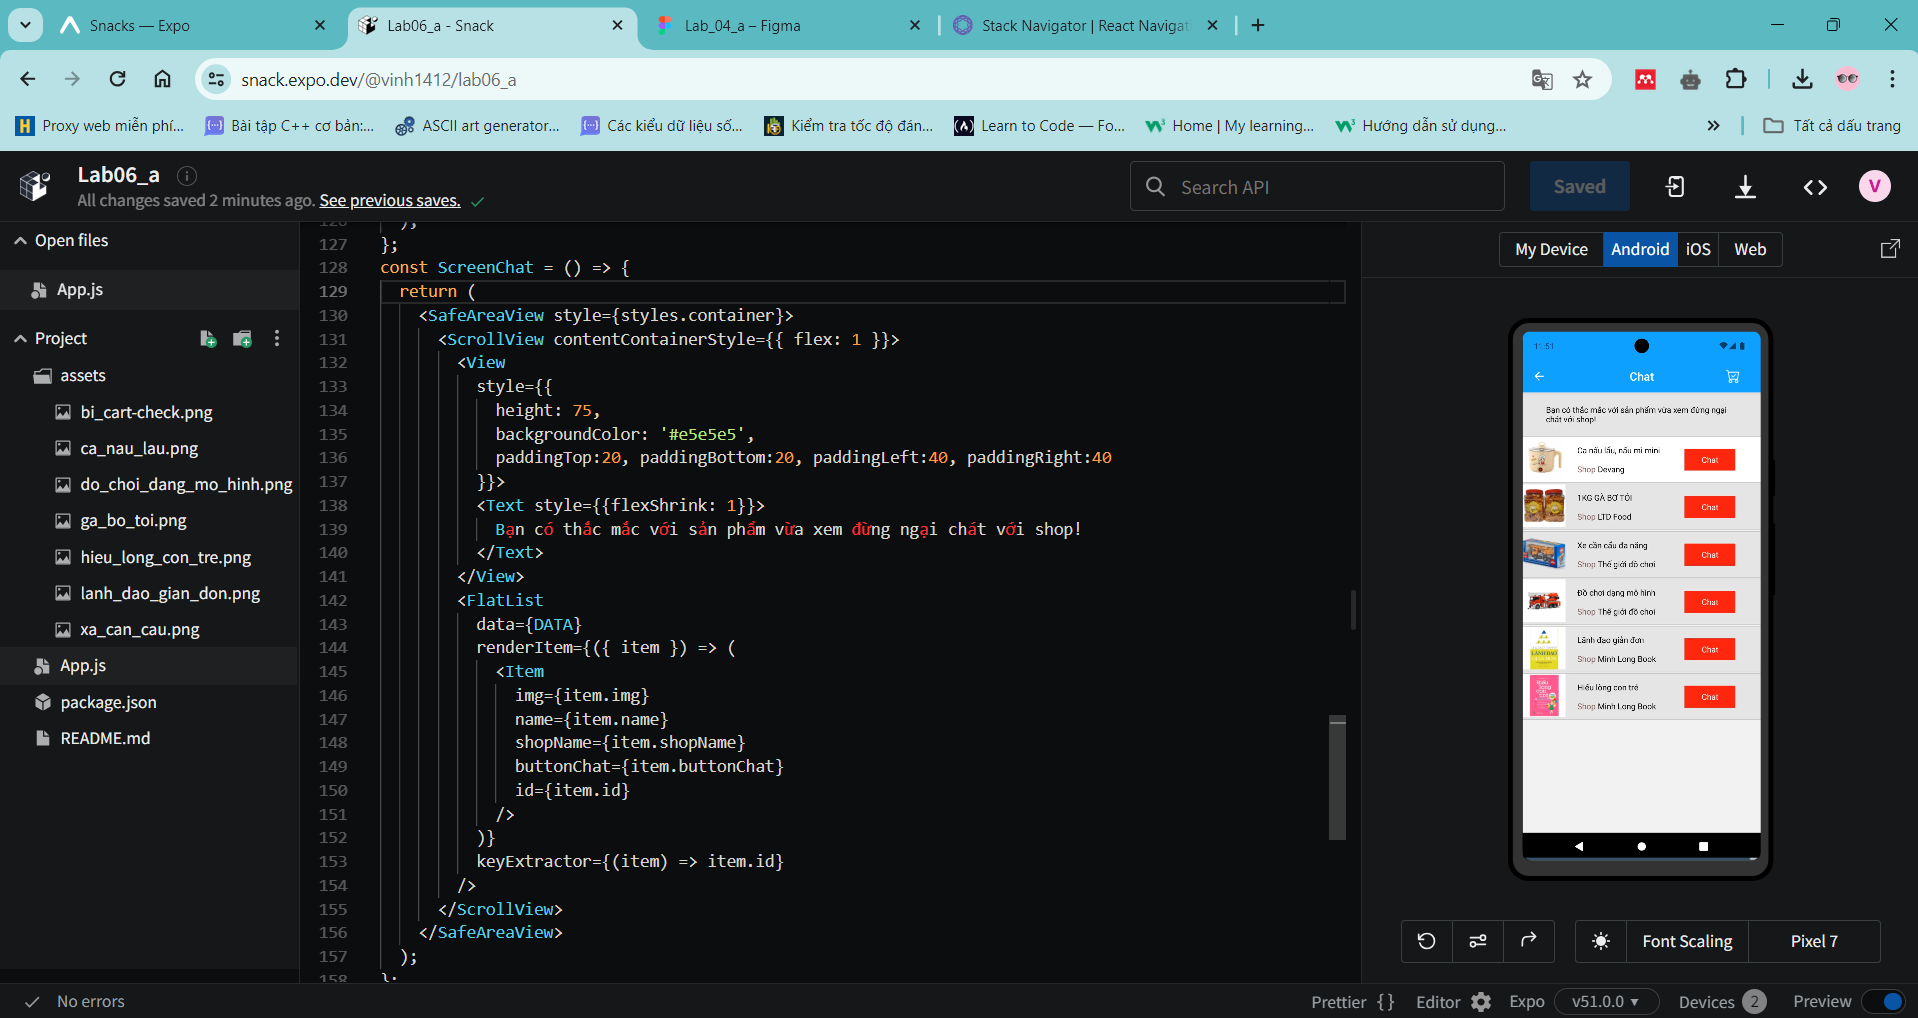 Snacks — Expo
Lab06_a - Snack
Lab_04_a – Figma
Stack Navigator | React Navigat
snack.expo.dev/@vinh1412/lab06_a
Proxy web miễn phí...
Bài tập C++ cơ bản:...
ASCII art generator...
Các kiểu dữ liệu số...
Kiểm tra tốc độ đán...
Learn to Code — Fo...
Home | My learning...
Hướng dẫn sử dụng...
Tất cả dấu trang
Lab06_a
All changes saved 2 minutes ago. See previous saves.
Search API
Saved
V
Open files
App.js
Project
assets
bi_cart-check.png
ca_nau_lau.png
do_choi_dang_mo_hinh.png
ga_bo_toi.png
hieu_long_con_tre.png
lanh_dao_gian_don.png
xa_can_cau.png
App.js
package.json
README.md
126 );
127 };
128 const ScreenChat = () => {
129 return (
130 <SafeAreaView style={styles.container}>
131 <ScrollView contentContainerStyle={{ flex: 1 }}>
132 <View
133 style={{
134 height: 75,
135 backgroundColor: '#e5e5e5',
136 paddingTop:20, paddingBottom:20, paddingLeft:40, paddingRight:40
137 }}>
138 <Text style={{flexShrink: 1}}>
139 Bạn có thắc mắc với sản phẩm vừa xem đừng ngại chát với shop!
140 </Text>
141 </View>
142 <FlatList
143 data={DATA}
144 renderItem={({ item }) => (
145 <Item
146 img={item.img}
147 name={item.name}
148 shopName={item.shopName}
149 buttonChat={item.buttonChat}
150 id={item.id}
151 />
152 )}
153 keyExtractor={(item) => item.id}
154 />
155 </ScrollView>
156 </SafeAreaView>
157 );
158 };
My Device
Android
iOS
Web
11:51
Chat
Bạn có thắc mắc với sản phẩm vừa xem đừng ngại
chát với shop!
Ca nấu lẩu, nấu mì mini
Shop Devang
Chat
1KG GÀ BƠ TỎI
Shop LTD Food
Chat
Xe cần cẩu đa năng
Shop Thế giới đồ chơi
Chat
Đồ chơi dạng mô hình
Shop Thế giới đồ chơi
Chat
Lãnh đạo giản đơn
Shop Minh Long Book
Chat
Hiểu lòng con trẻ
Shop Minh Long Book
Chat
Font Scaling
Pixel 7
No errors
Prettier {}
Editor
Expo
v51.0.0
Devices 2
Preview